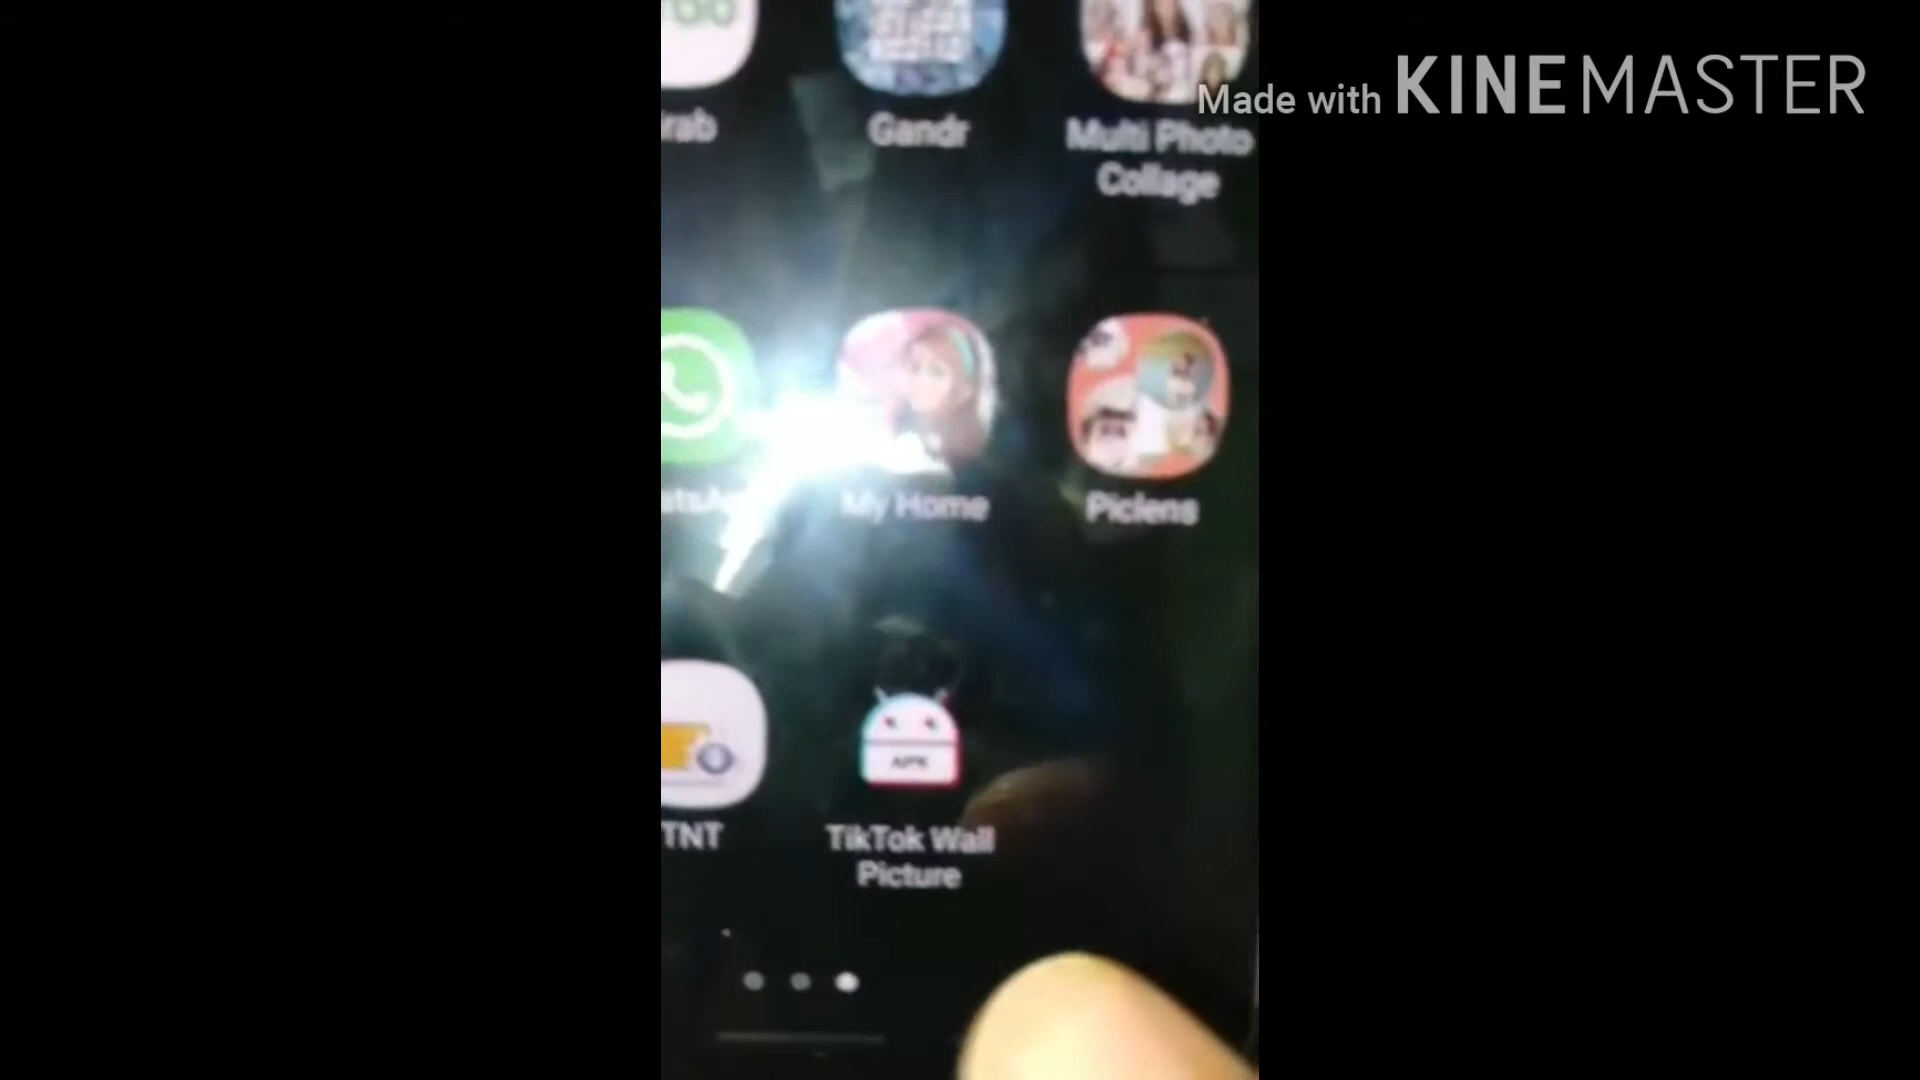 Made with KINEMASTER
rab
Gandr
Multi Photo
Collage
My Home
Piclens
APK
TNT
TikTok Wall
Picture